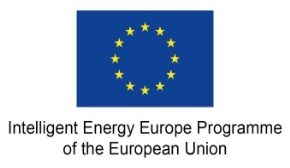 Intelligent Energy Europe Programme
of the European Union